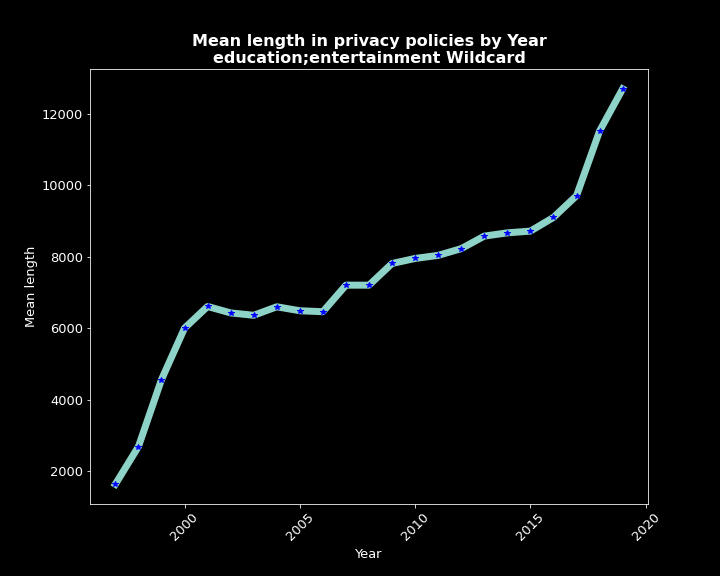 Mean length in privacy policies by Year
education;entertainment Wildcard
12000
10000
8000
6000
4000
2000
Mean length
2000
2005
2010
2015
2020
Year